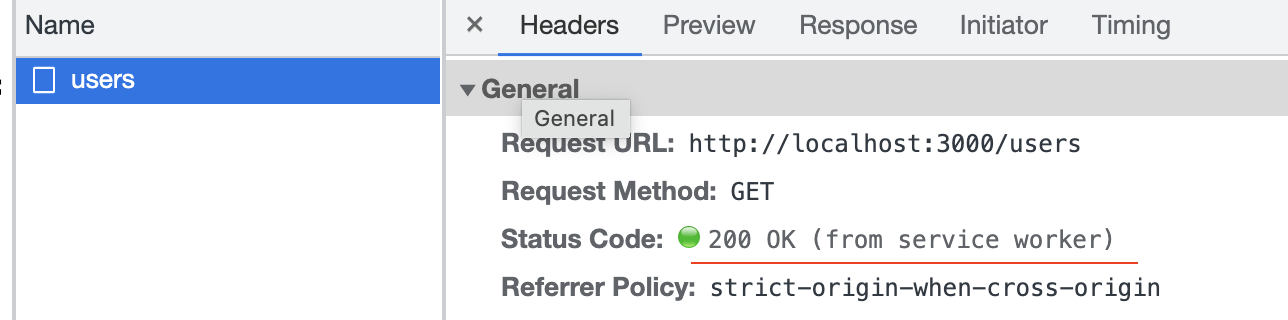 Name
users
× Headers Preview Response Initiator Timing
▼ General
General
Request URL: http://localhost:3000/users
Request Method: GET
Status Code: 200 OK (from service worker)
Referrer Policy: strict-origin-when-cross-origin